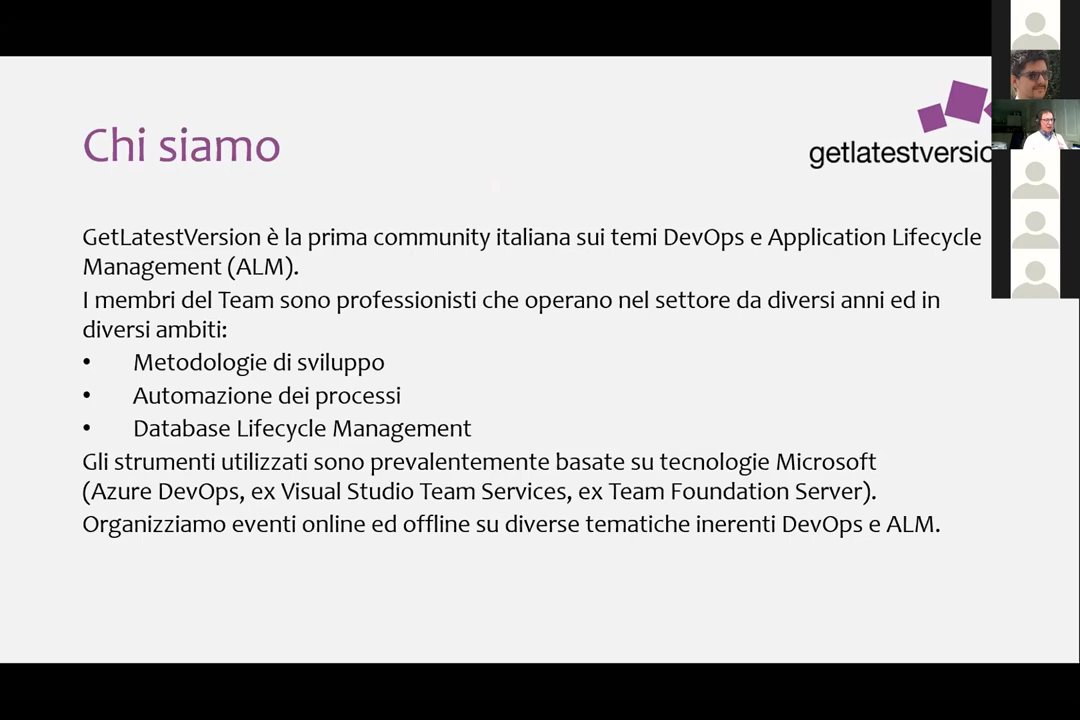 Chi siamo
getlatestversio
GetLatestVersion è la prima community italiana sui temi DevOps e Application Lifecycle
Management (ALM).
I membri del Team sono professionisti che operano nel settore da diversi anni ed in
diversi ambiti:
• Metodologie di sviluppo
• Automazione dei processi
• Database Lifecycle Management
Gli strumenti utilizzati sono prevalentemente basate su tecnologie Microsoft
(Azure DevOps, ex Visual Studio Team Services, ex Team Foundation Server).
Organizziamo eventi online ed offline su diverse tematiche inerenti DevOps e ALM.